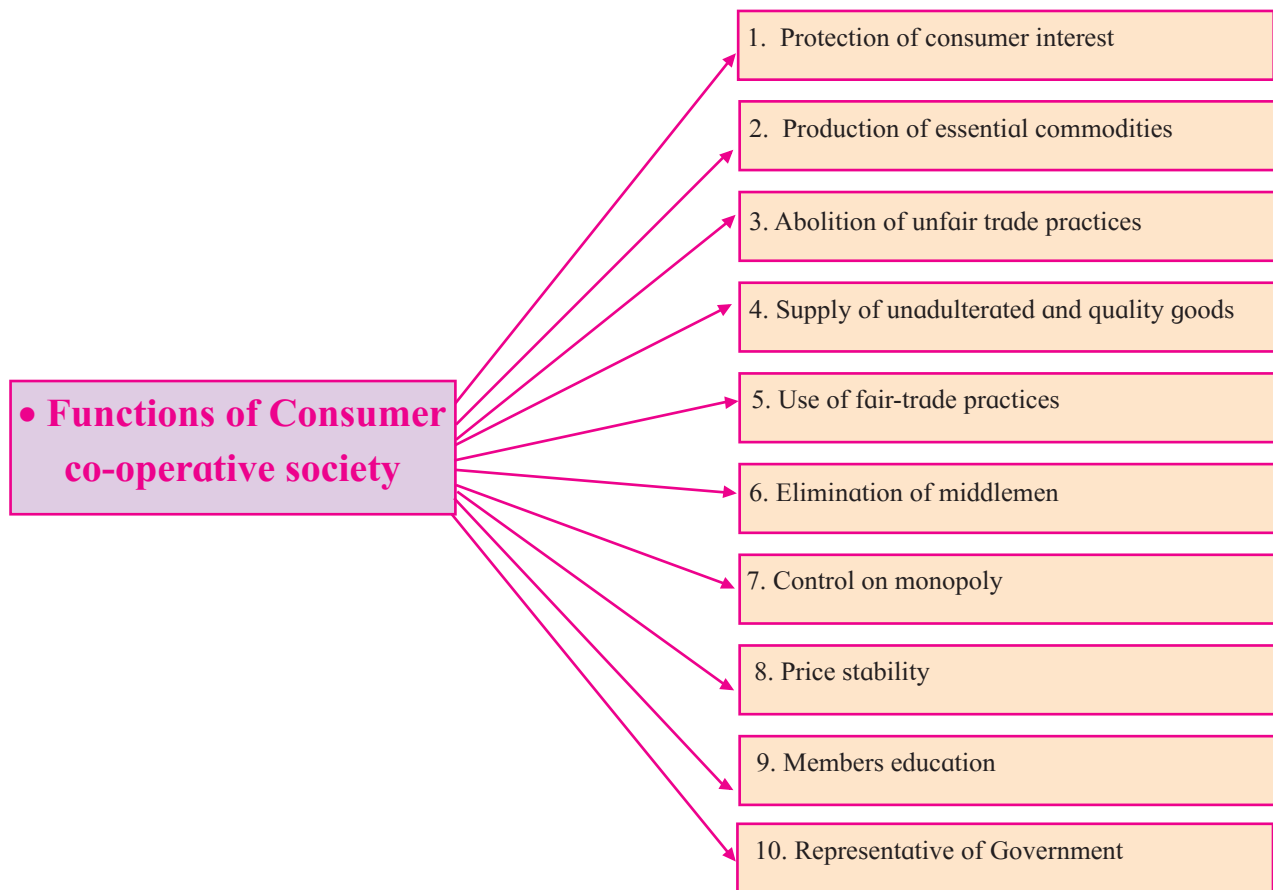 • Functions of Consumer
co-operative society
1. Protection of consumer interest
2. Production of essential commodities
3. Abolition of unfair trade practices
4. Supply of unadulterated and quality goods
5. Use of fair-trade practices
6. Elimination of middlemen
7. Control on monopoly
8. Price stability
9. Members education
10. Representative of Government